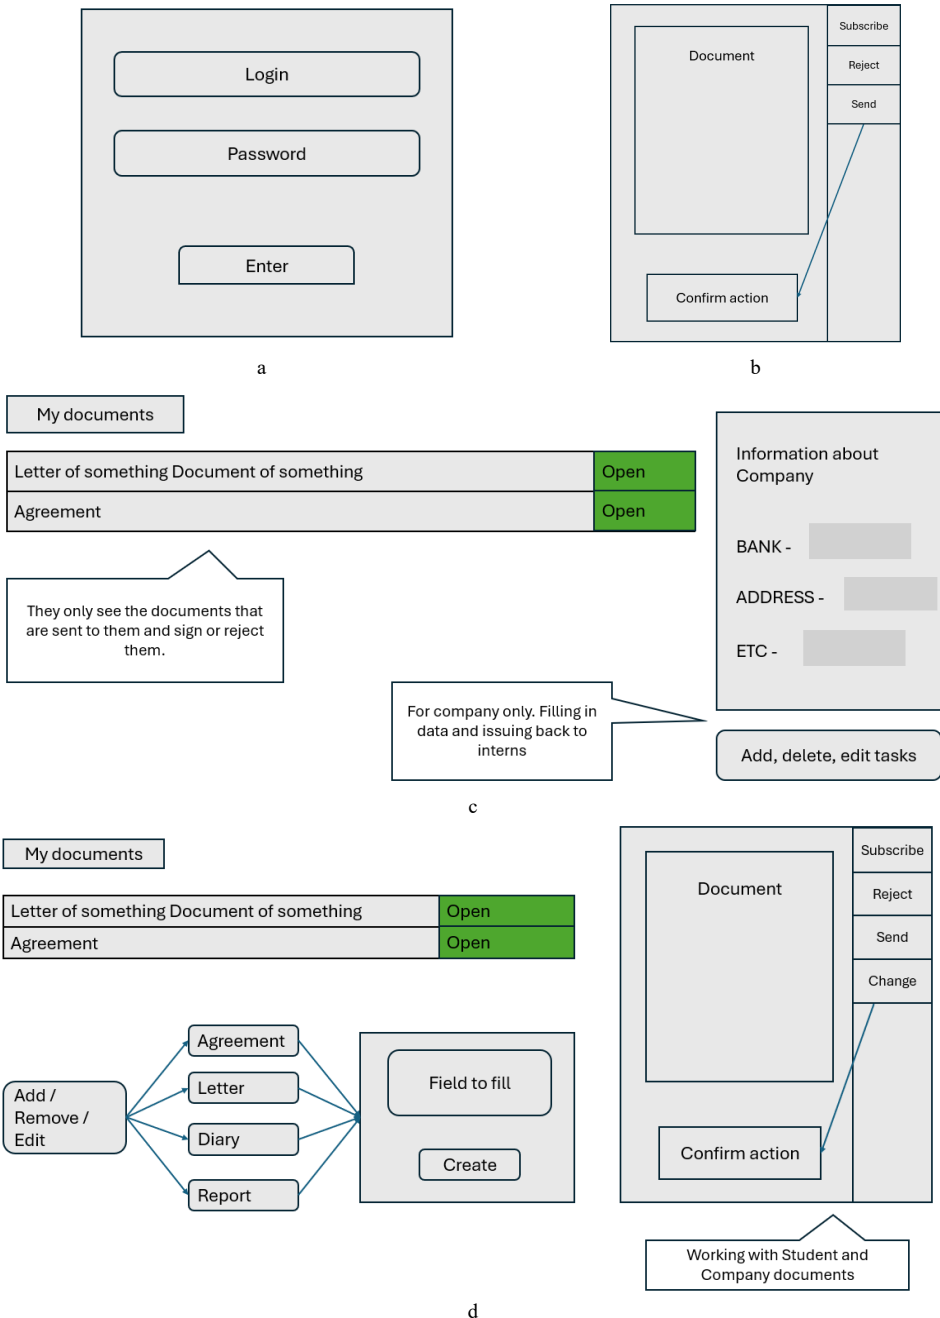 Login
Password
Enter
a
Document
Subscribe
Reject
Send
Confirm action
b
My documents
Letter of something Document of something
Open
Agreement
Open
They only see the documents that
are sent to them and sign or reject
them.
Information about
Company
BANK -
ADDRESS -
ETC -
For company only. Filling in
data and issuing back to
interns
Add, delete, edit tasks
c
My documents
Letter of something Document of something
Open
Agreement
Open
Add /
Remove /
Edit
Agreement
Letter
Diary
Report
Field to fill
Create
Document
Subscribe
Reject
Send
Change
Confirm action
Working with Student and
Company documents
d